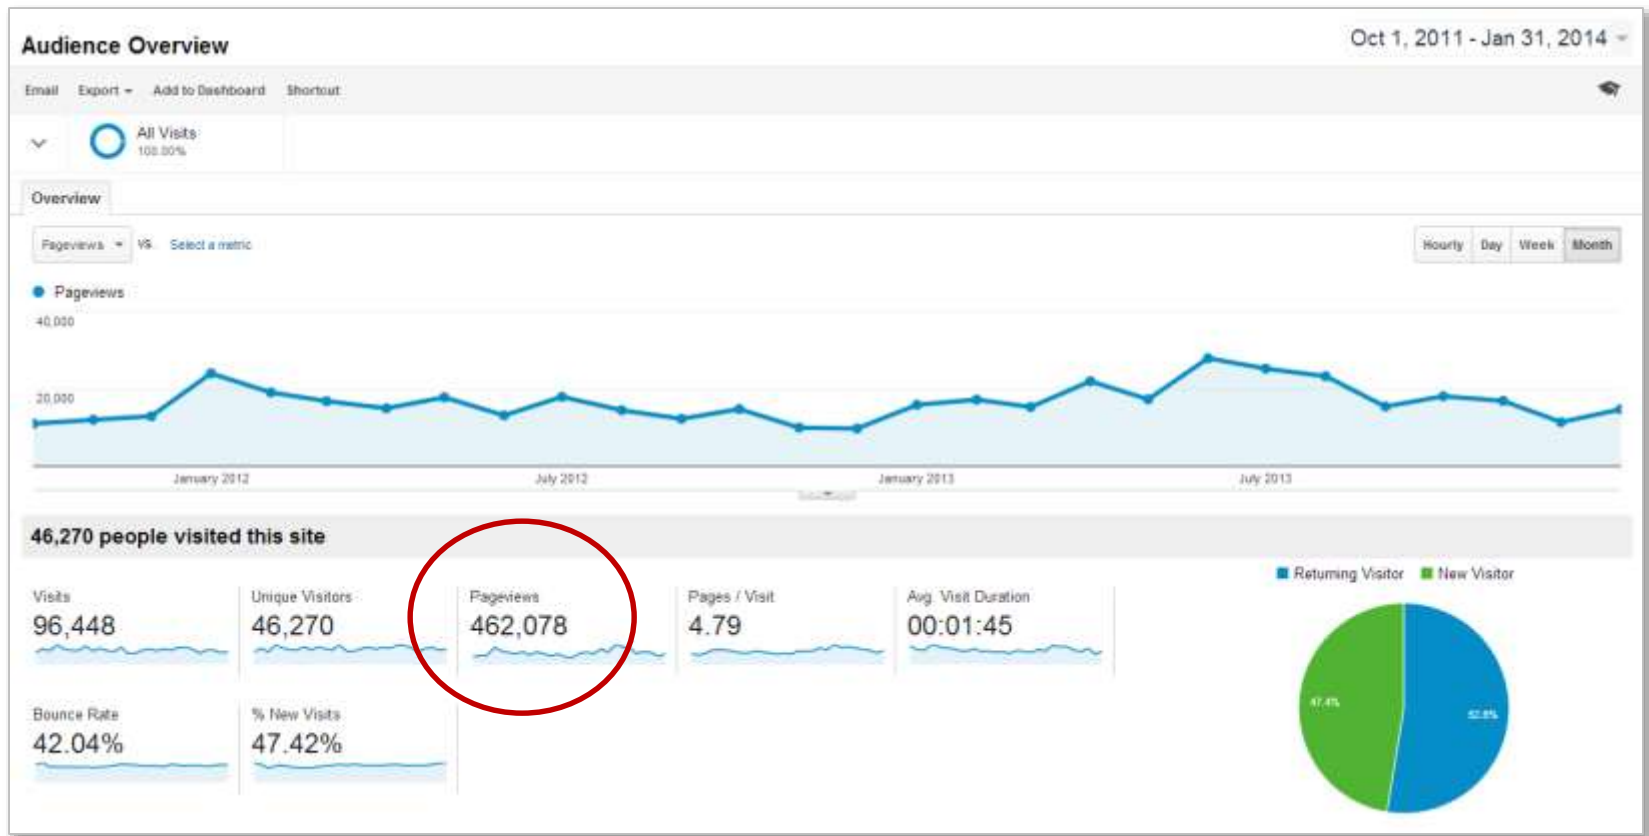 Audience Overview
Oct 1, 2011 - Jan 31, 2014
Email Export Add to Dashboard Shortcut
All Visits
100.00%
Overview
Pageviews VS. Select a metric
Hourly Day Week Month
Pageviews
40,000
20,000
January 2012 July 2012 January 2013 July 2013
46,270 people visited this site
Visits
96,448
Unique Visitors
46,270
Pageviews
462,078
Pages / Visit
4.79
Avg. Visit Duration
00:01:45
Bounce Rate
42.04%
% New Visits
47.42%
Returning Visitor New Visitor
47.4%
52.6%